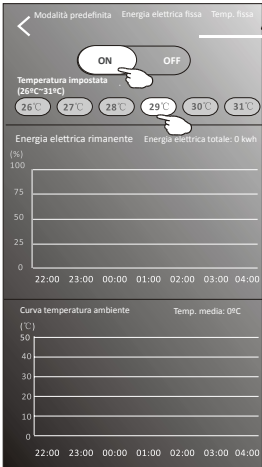 Modalità predefinita Energia elettrica fissa Temp. fissa
ON OFF
Temperatura impostata
(26ºC~31ºC)
26℃ 27℃ 28℃ 29℃ 30℃ 31℃
Energia elettrica rimanente Energia elettrica totale: 0 kwh
(%)
100
75
50
25
0
22:00 23:00 00:00 01:00 02:00 03:00 04:00
Curva temperatura ambiente Temp. media: 0ºC
(℃)
50
40
30
20
10
0
22:00 23:00 00:00 01:00 02:00 03:00 04:00